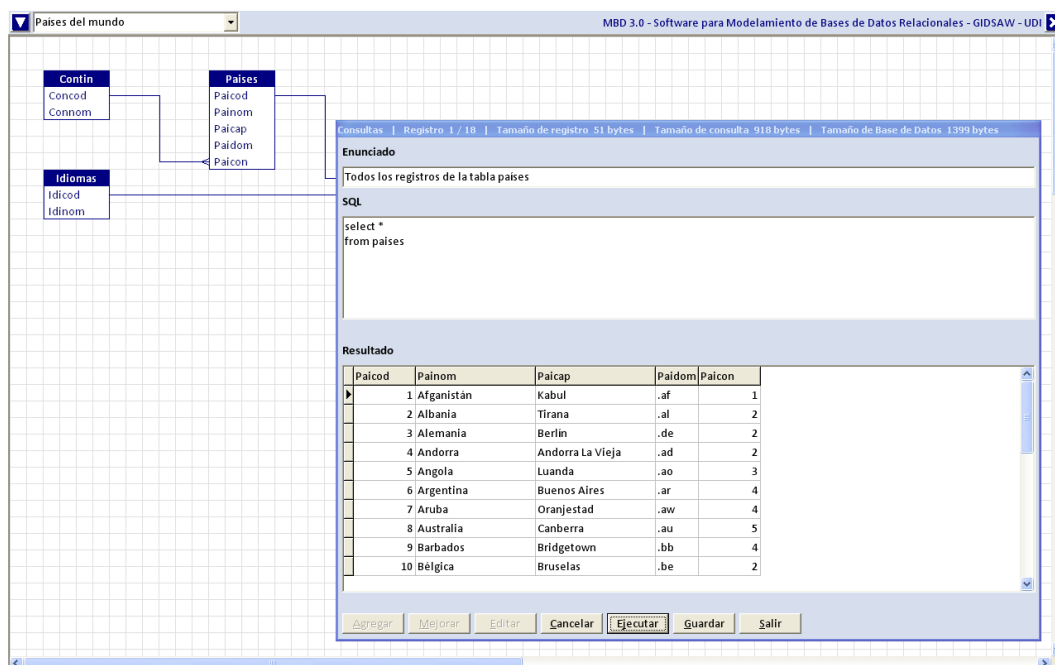 Países del mundo
MBD 3.0 - Software para Modelamiento de Bases de Datos Relacionales - GIDSAW - UDI
Contin
Concod
Connom
Paises
Paicod
Painom
Paicap
Paidom
Paicon
Idiomas
Idicod
Idinom
Consultas | Registro 1 / 18 | Tamaño de registro 51 bytes | Tamaño de consulta 918 bytes | Tamaño de Base de Datos 1399 bytes
Enunciado
Todos los registros de la tabla países
SQL
select *
from paises
Resultado
Paicod Painom Paicap Paidom Paicon
1 Afganistán Kabul .af 1
2 Albania Tirana .al 2
3 Alemania Berlín .de 2
4 Andorra Andorra La Vieja .ad 2
5 Angola Luanda .ao 3
6 Argentina Buenos Aires .ar 4
7 Aruba Oranjestad .aw 4
8 Australia Canberra .au 5
9 Barbados Bridgetown .bb 4
10 Bélgica Bruselas .be 2
Agregar Mejorar Editar Cancelar Ejecutar Guardar Salir